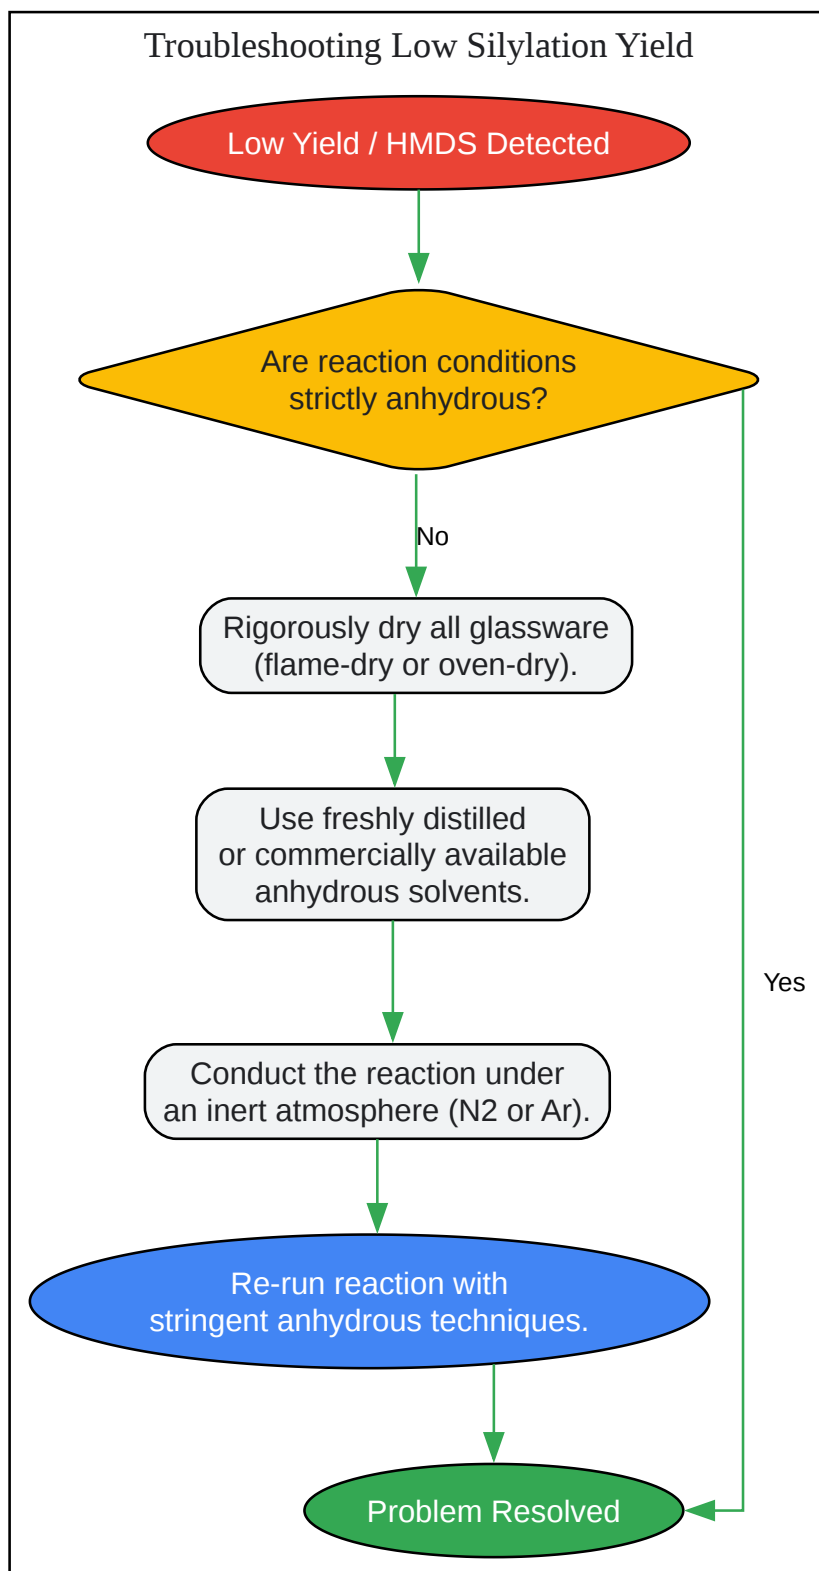 Troubleshooting Low Silylation Yield
Low Yield / HMDS Detected
Are reaction conditions
strictly anhydrous?
No
Rigorously dry all glassware
(flame-dry or oven-dry).
Use freshly distilled
or commercially available
anhydrous solvents.
Yes
Conduct the reaction under
an inert atmosphere (N2 or Ar).
Re-run reaction with
stringent anhydrous techniques.
Problem Resolved